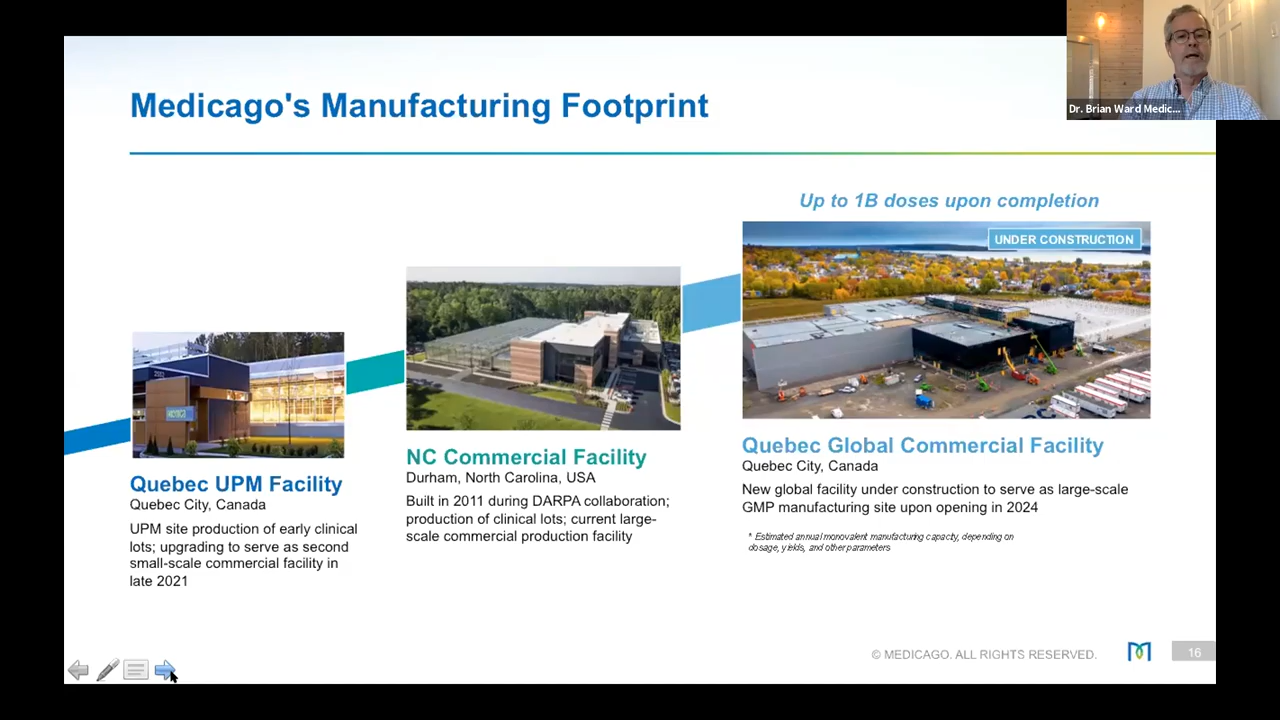 Dr. Brian Ward Medic...
Medicago's Manufacturing Footprint
Up to 1B doses upon completion
UNDER CONSTRUCTION
Quebec UPM Facility
Quebec City, Canada
UPM site production of early clinical
lots; upgrading to serve as second
small-scale commercial facility in
late 2021
NC Commercial Facility
Durham, North Carolina, USA
Built in 2011 during DARPA collaboration;
production of clinical lots; current large-
scale commercial production facility
Quebec Global Commercial Facility
Quebec City, Canada
New global facility under construction to serve as large-scale
GMP manufacturing site upon opening in 2024
* Estimated annual monovalent manufacturing capacity, depending on
dosage, yields, and other parameters
© MEDICAGO. ALL RIGHTS RESERVED.
16